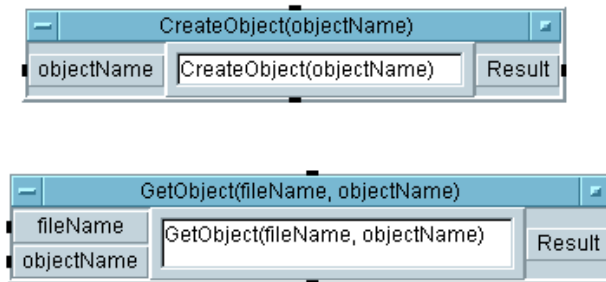 CreateObject(objectName)
objectName CreateObject(objectName) Result
GetObject(fileName, objectName)
fileName
GetObject(fileName, objectName)
Result
objectName